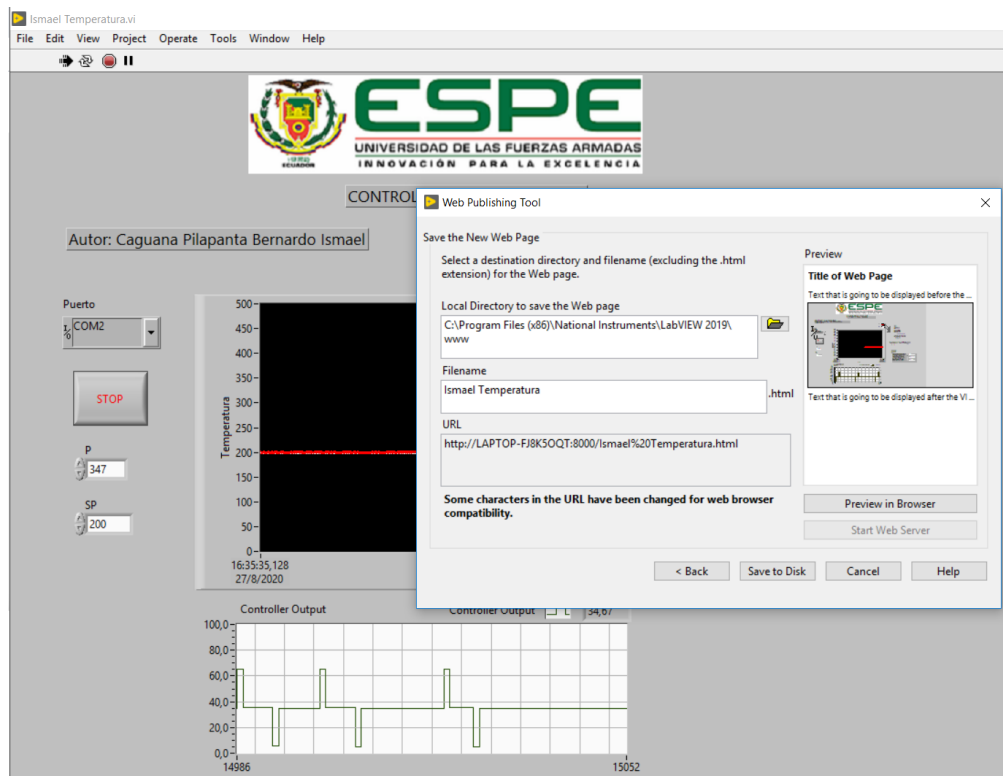 Ismael Temperatura.vi
File Edit View Project Operate Tools Window Help
ESPE
UNIVERSIDAD DE LAS FUERZAS ARMADAS
INNOVACIÓN PARA LA EXCELENCIA
ECUADOR
CONTROL
Autor: Caguana Pilapanta Bernardo Ismael
Puerto
COM2
STOP
P
347
SP
200
Temperatura
500
450
400
350
300
250
200
150
100
50
0
16:35:35,128
27/8/2020
Web Publishing Tool
Save the New Web Page
Select a destination directory and filename (excluding the .html
extension) for the Web page.
Local Directory to save the Web page
C:\Program Files (x86)\National Instruments\LabVIEW 2019\
www
Filename
Ismael Temperatura
.html
URL
http://LAPTOP-FJ8K5OQT:8000/Ismael%20Temperatura.html
Some characters in the URL have been changed for web browser
compatibility.
Preview
Title of Web Page
Text that is going to be displayed before the ...
ESPE
Text that is going to be displayed after the VI ...
Preview in Browser
Start Web Server
< Back Save to Disk Cancel Help
Controller Output
Controller Output
34,67
100,0
80,0
60,0
40,0
20,0
0,0
14986
15052